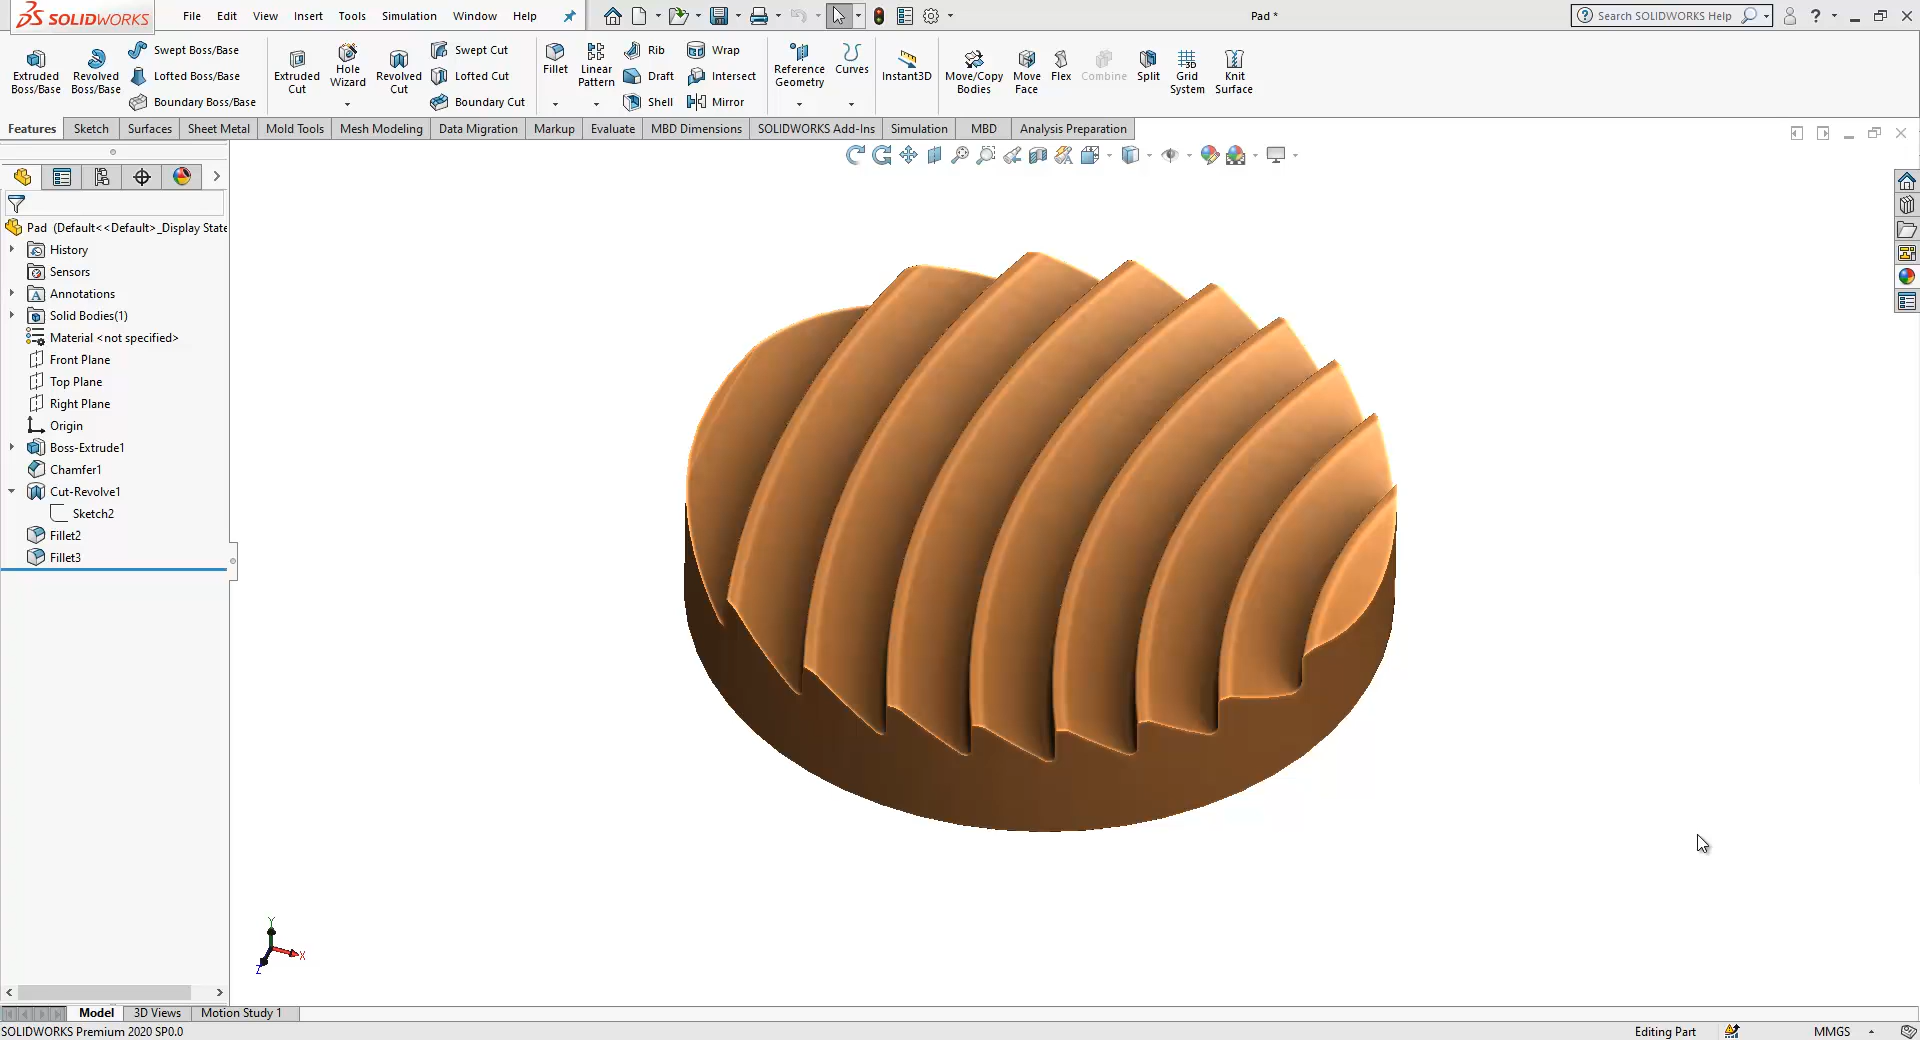 SOLIDWORKS
File Edit View Insert Tools Simulation Window Help
Pad *
Search SOLIDWORKS Help
Extruded Boss/Base
Revolved Boss/Base
Swept Boss/Base
Lofted Boss/Base
Boundary Boss/Base
Extruded Cut
Hole Wizard
Revolved Cut
Swept Cut
Lofted Cut
Boundary Cut
Fillet
Linear Pattern
Rib
Draft
Shell
Wrap
Intersect
Mirror
Reference Geometry
Curves
Instant3D
Move/Copy Bodies
Move Face
Flex
Combine
Split
Grid System
Knit Surface
Features Sketch Surfaces Sheet Metal Mold Tools Mesh Modeling Data Migration Markup Evaluate MBD Dimensions SOLIDWORKS Add-Ins Simulation MBD Analysis Preparation
Pad (Default<<Default>_Display State
History
Sensors
Annotations
Solid Bodies(1)
Material <not specified>
Front Plane
Top Plane
Right Plane
Origin
Boss-Extrude1
Chamfer1
Cut-Revolve1
Sketch2
Fillet2
Fillet3
Y
X
Z
Model 3D Views Motion Study 1
SOLIDWORKS Premium 2020 SP0.0
Editing Part
MMGS